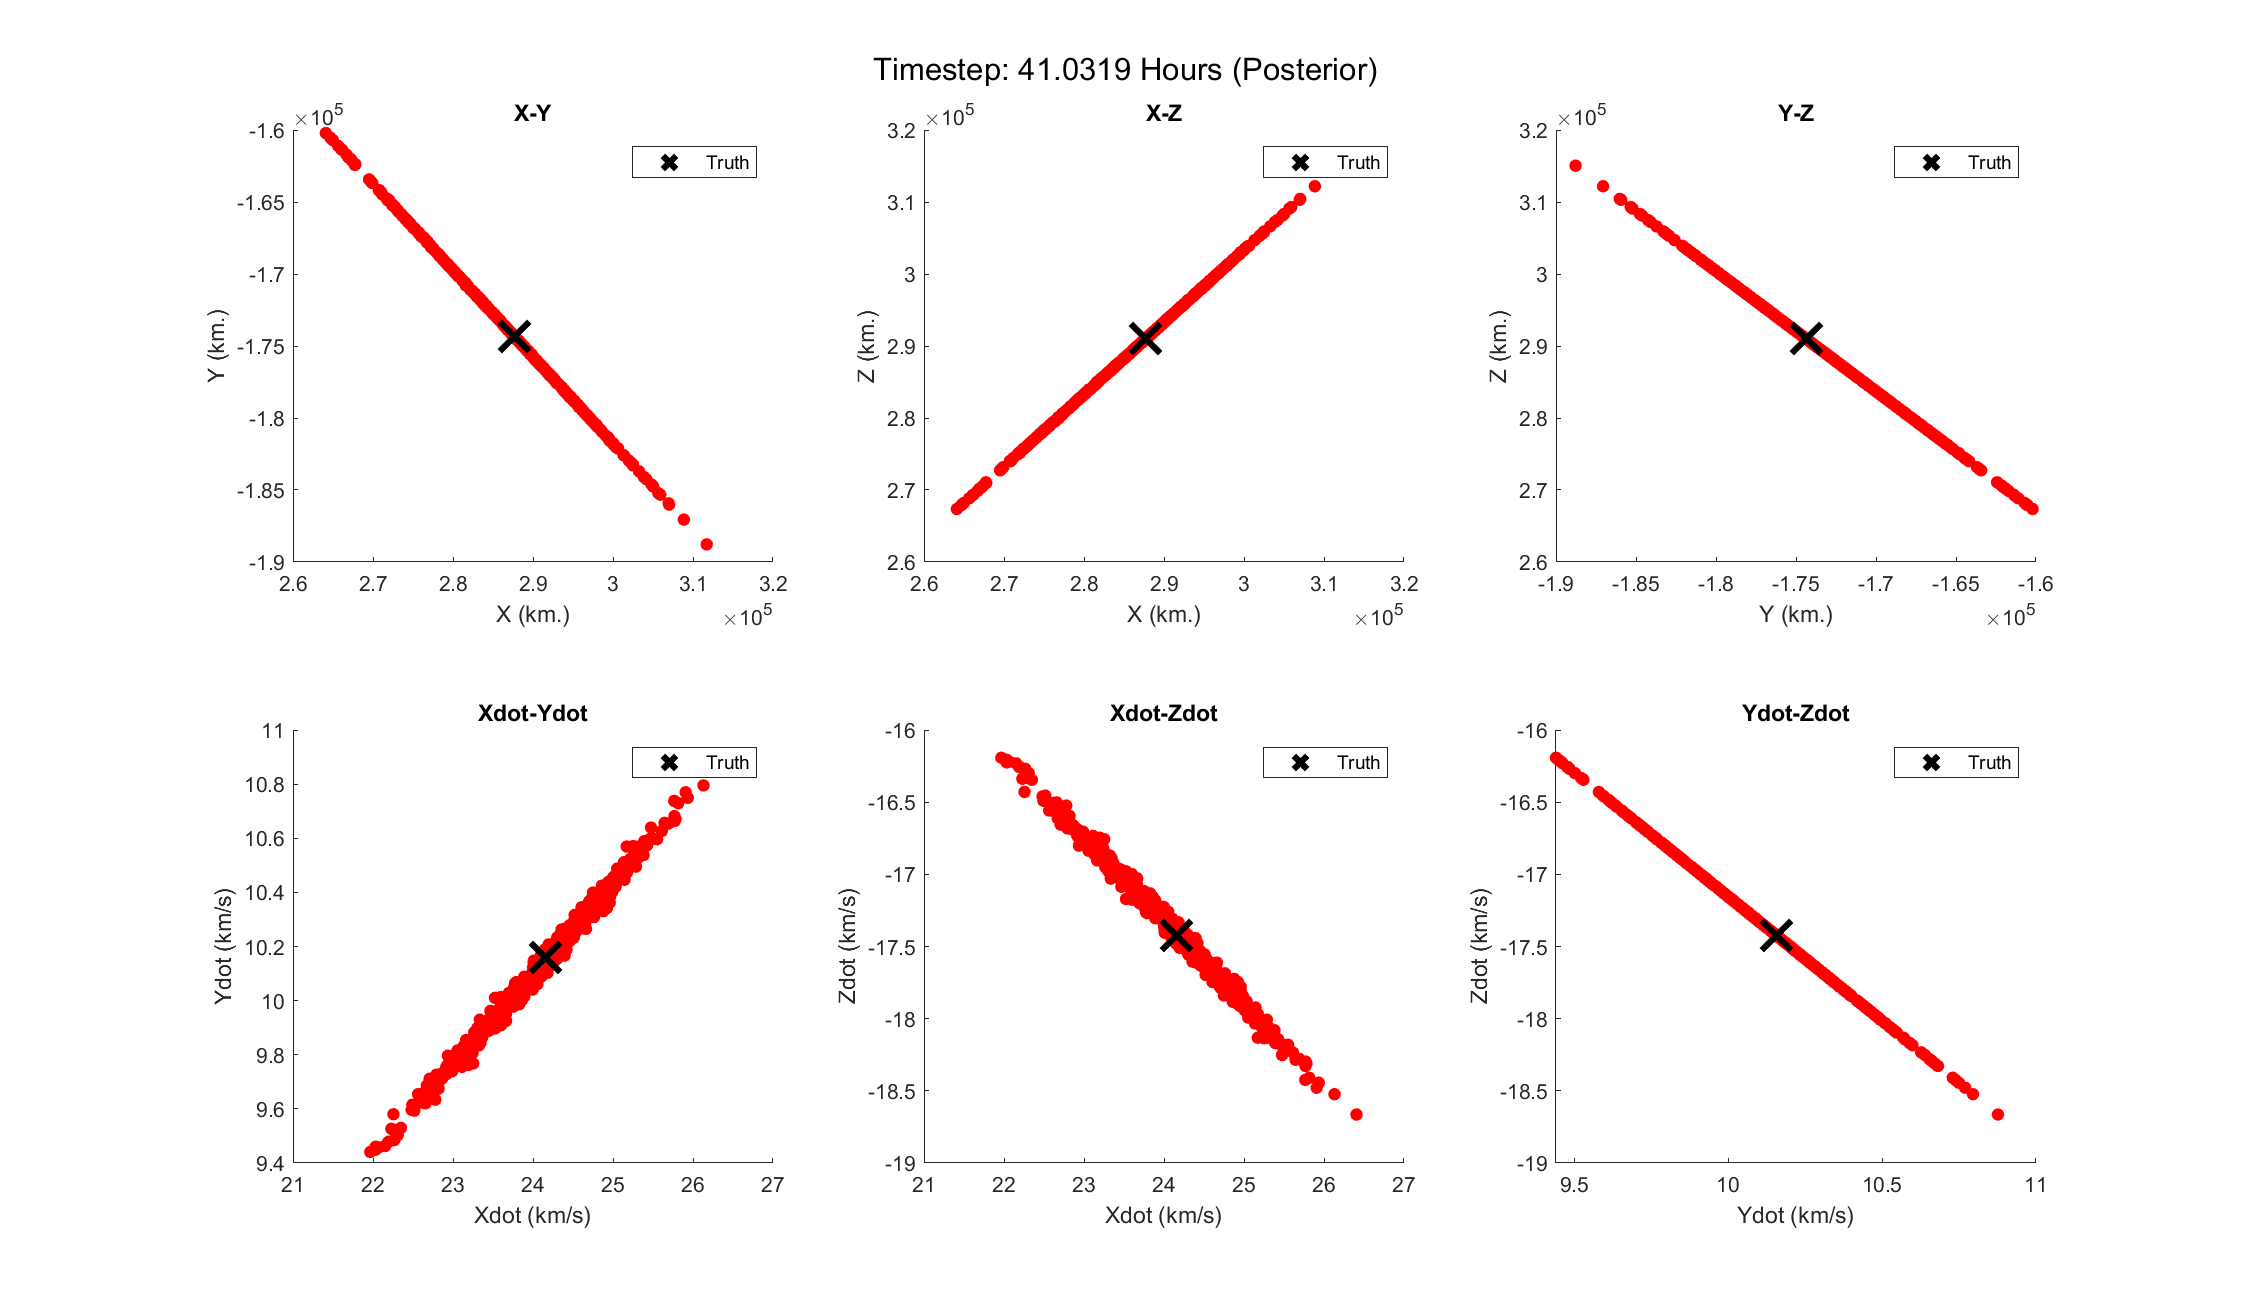 Timestep: 41.0319 Hours (Posterior)
X-Y
×10^5
-1.6
-1.65
-1.7
-1.75
-1.8
-1.85
-1.9
Y (km.)
Truth
2.6 2.7 2.8 2.9 3 3.1 3.2
X (km.)
×10^5
X-Z
×10^5
3.2
3.1
3
2.9
2.8
2.7
2.6
Z (km.)
Truth
2.6 2.7 2.8 2.9 3 3.1 3.2
X (km.)
×10^5
Y-Z
×10^5
3.2
3.1
3
2.9
2.8
2.7
2.6
Z (km.)
Truth
-1.9 -1.85 -1.8 -1.75 -1.7 -1.65 -1.6
Y (km.)
×10^5
Xdot-Ydot
11
10.8
10.6
10.4
10.2
10
9.8
9.6
9.4
Ydot (km/s)
Truth
21 22 23 24 25 26 27
Xdot (km/s)
Xdot-Zdot
-16
-16.5
-17
-17.5
-18
-18.5
-19
Zdot (km/s)
Truth
21 22 23 24 25 26 27
Xdot (km/s)
Ydot-Zdot
-16
-16.5
-17
-17.5
-18
-18.5
-19
Zdot (km/s)
Truth
9.5 10 10.5 11
Ydot (km/s)